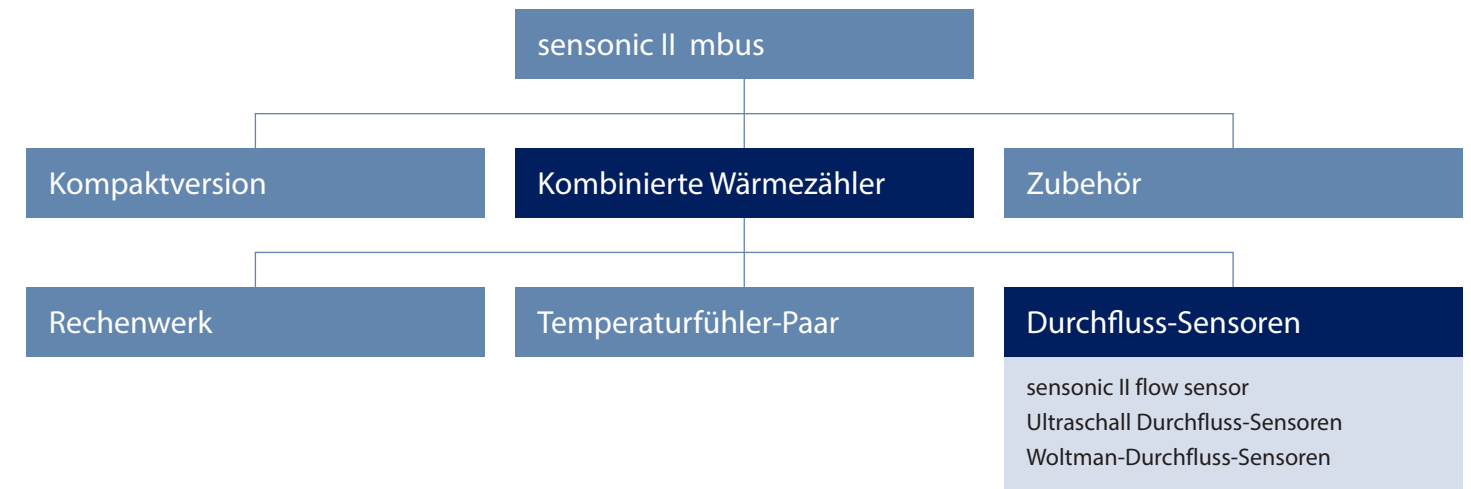 sensonic II mbus
Kompaktversion
Kombinierte Wärmezähler
Zubehör
Rechenwerk
Temperaturfühler-Paar
Durchfluss-Sensoren
sensonic II flow sensor
Ultraschall Durchfluss-Sensoren
Woltman-Durchfluss-Sensoren